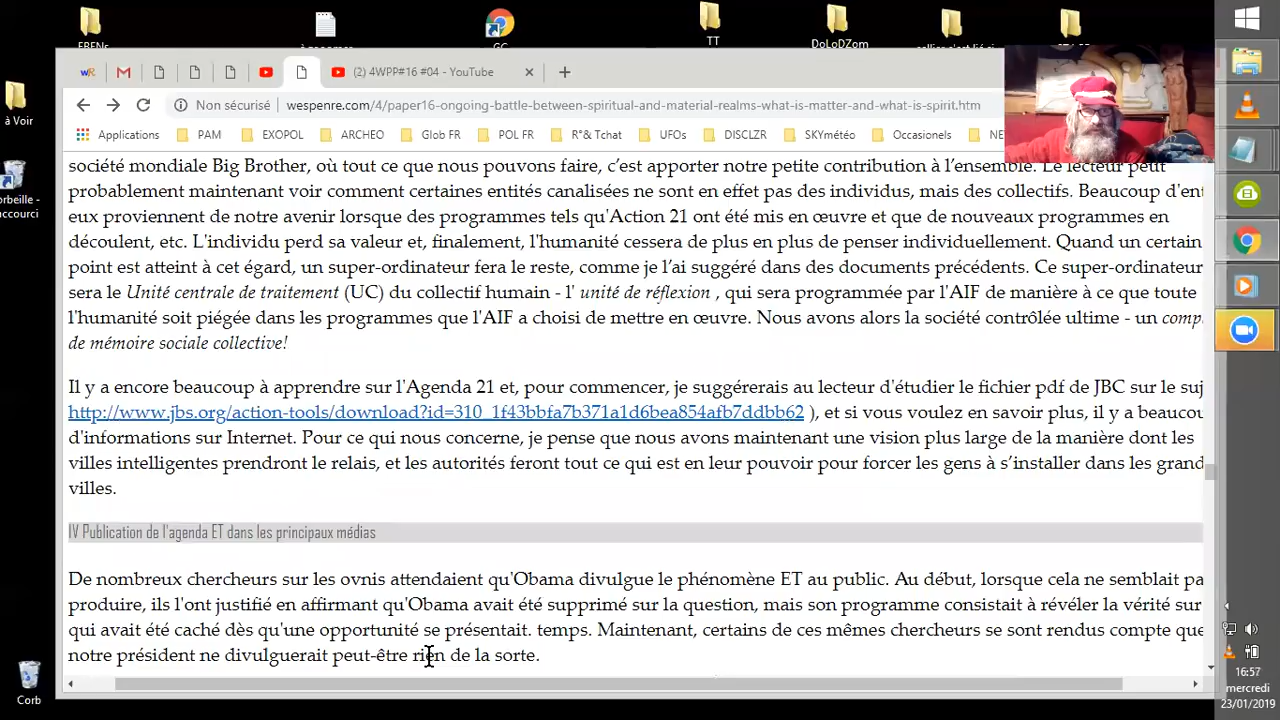 FRENs
GC
TT
DoLoDZom
à Voir
(2) 4WPP#16 #04 - YouTube
Non sécurisé
wespenre.com/4/paper16-ongoing-battle-between-spiritual-and-material-realms-what-is-matter-and-what-is-spirit.htm
Applications PAM EXOPOL ARCHEO Glob FR POL FR R°& Tchat UFOs DISCLZR SKYmétéo Occasionels
société mondiale Big Brother, où tout ce que nous pouvons faire, c'est apporter notre petite contribution à l'ensemble. Le lecteur peut
probablement maintenant voir comment certaines entités canalisées ne sont en effet pas des individus, mais des collectifs. Beaucoup d'ent
eux proviennent de notre avenir lorsque des programmes tels qu'Action 21 ont été mis en œuvre et que de nouveaux programmes en
découlent, etc. L'individu perd sa valeur et, finalement, l'humanité cessera de plus en plus de penser individuellement. Quand un certain
point est atteint à cet égard, un super-ordinateur fera le reste, comme je l'ai suggéré dans des documents précédents. Ce super-ordinateur
sera le Unité centrale de traitement (UC) du collectif humain - l' unité de réflexion , qui sera programmée par l'AIF de manière à ce que toute
l'humanité soit piégée dans les programmes que l'AIF a choisi de mettre en œuvre. Nous avons alors la société contrôlée ultime - un comp
de mémoire sociale collective!
Il y a encore beaucoup à apprendre sur l'Agenda 21 et, pour commencer, je suggérerais au lecteur d'étudier le fichier pdf de JBC sur le suj
http://www.jbs.org/action-tools/download?id=310_1f43bbfa7b371a1d6bea854afb7ddbb62 ), et si vous voulez en savoir plus, il y a beaucou
d'informations sur Internet. Pour ce qui nous concerne, je pense que nous avons maintenant une vision plus large de la manière dont les
villes intelligentes prendront le relais, et les autorités feront tout ce qui est en leur pouvoir pour forcer les gens à s'installer dans les grand
villes.
IV Publication de l'agenda ET dans les principaux médias
De nombreux chercheurs sur les ovnis attendaient qu'Obama divulgue le phénomène ET au public. Au début, lorsque cela ne semblait pa
produire, ils l'ont justifié en affirmant qu'Obama avait été supprimé sur la question, mais son programme consistait à révéler la vérité sur
qui avait été caché dès qu'une opportunité se présentait. temps. Maintenant, certains de ces mêmes chercheurs se sont rendus compte que
notre président ne divulguerait peut-être rien de la sorte.
orbeille -
ccourci
Corb
16:57
mercredi
23/01/2019